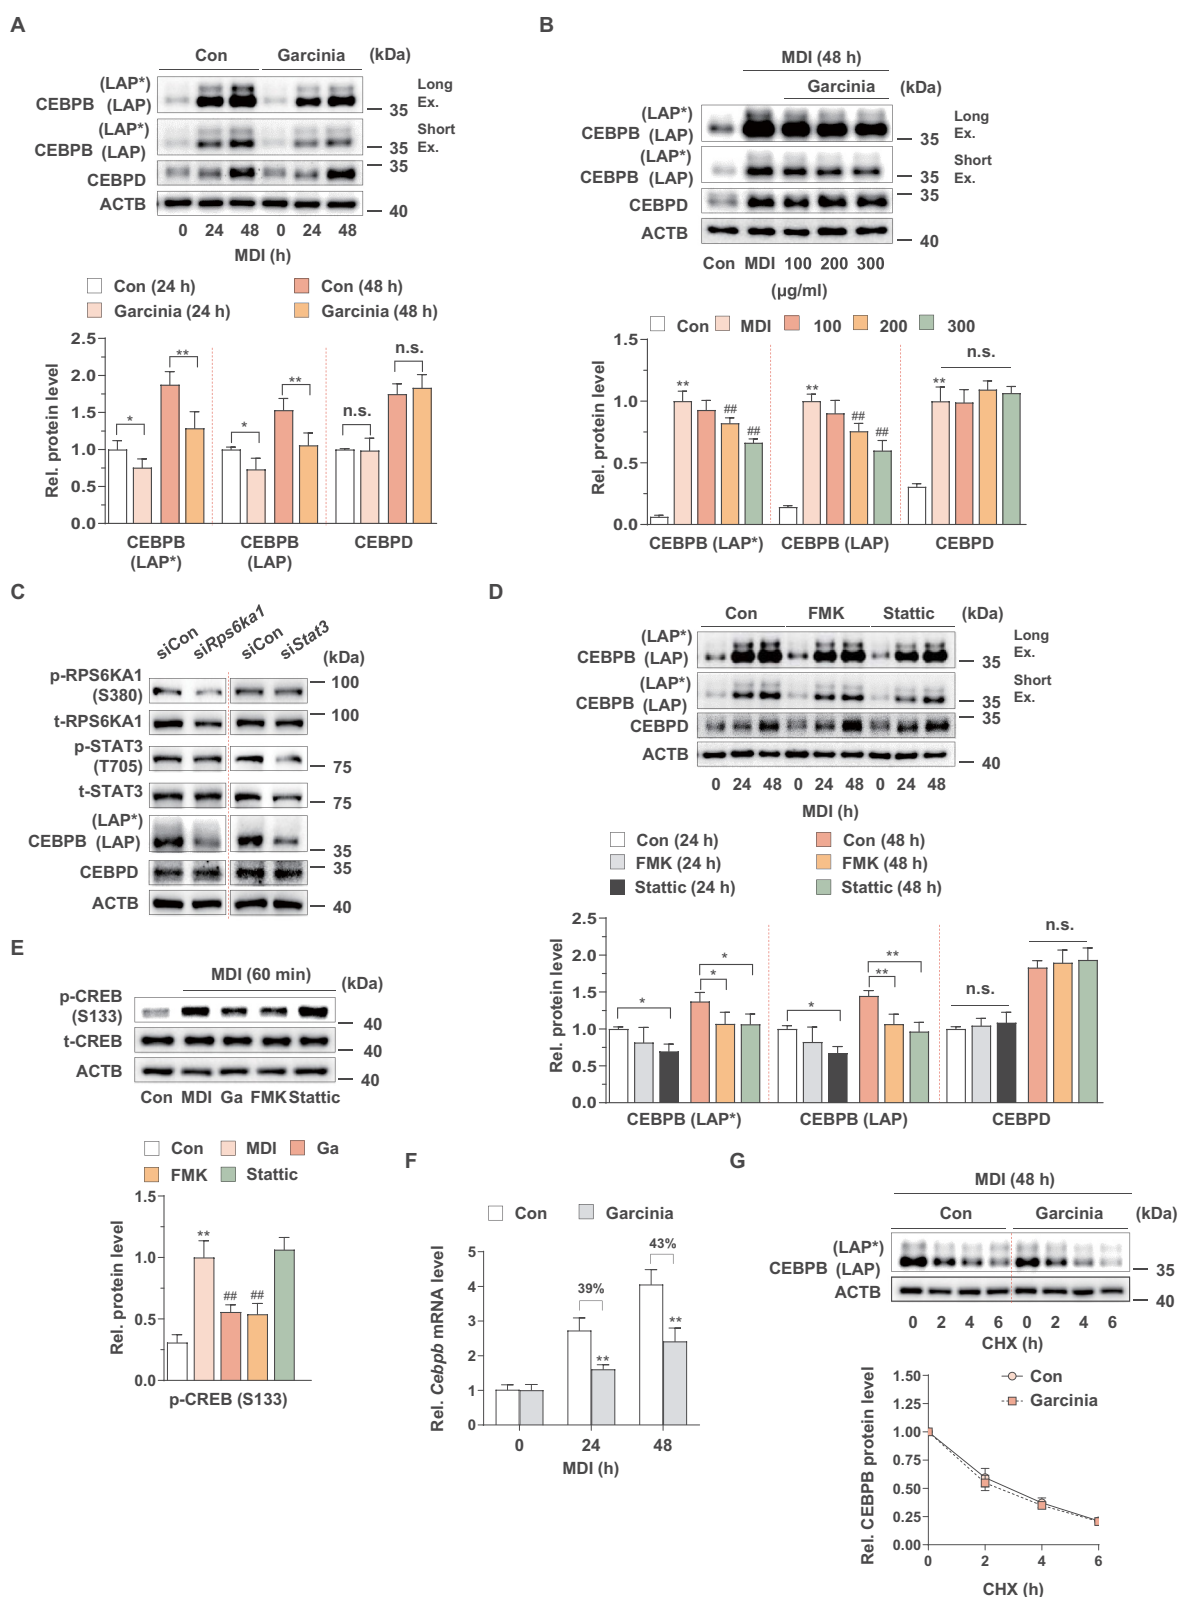 A
Con Garcinia (kDa)
(LAP*)
CEBPB (LAP)
Long
Ex.
35
(LAP*)
CEBPB (LAP)
Short
Ex.
35
CEBPD
35
ACTB
40
0 24 48 0 24 48
MDI (h)
Con (24 h) Con (48 h)
Garcinia (24 h) Garcinia (48 h)
Rel. protein level
2.5
2.0
1.5
1.0
0.5
0.0
* ** * ** n.s. n.s.
CEBPB
(LAP*)
CEBPB
(LAP)
CEBPD
B
MDI (48 h)
Garcinia (kDa)
(LAP*)
CEBPB (LAP)
Long
Ex.
35
(LAP*)
CEBPB (LAP)
Short
Ex.
35
CEBPD
35
ACTB
40
Con MDI 100 200 300
(µg/ml)
Con MDI 100 200 300
Rel. protein level
1.5
1.0
0.5
0.0
** ## ## ** ## ## ** n.s.
CEBPB (LAP*) CEBPB (LAP) CEBPD
C
siCon siRps6ka1 siCon siStat3
(kDa)
p-RPS6KA1
(S380)
100
t-RPS6KA1
100
p-STAT3
(T705)
75
t-STAT3
75
(LAP*)
CEBPB (LAP)
35
CEBPD
35
ACTB
40
D
Con FMK Stattic (kDa)
(LAP*)
CEBPB (LAP)
Long
Ex.
35
(LAP*)
CEBPB (LAP)
Short
Ex.
35
CEBPD
35
ACTB
40
0 24 48 0 24 48 0 24 48
MDI (h)
Con (24 h) Con (48 h)
FMK (24 h) FMK (48 h)
Stattic (24 h) Stattic (48 h)
Rel. protein level
2.5
2.0
1.5
1.0
0.5
0.0
* * * * ** ** n.s. n.s.
CEBPB (LAP*) CEBPB (LAP) CEBPD
E
MDI (60 min)
(kDa)
p-CREB
(S133)
40
t-CREB
40
ACTB
40
Con MDI Ga FMK Stattic
Con MDI Ga
FMK Stattic
Rel. protein level
1.5
1.0
0.5
0.0
** ## ##
p-CREB (S133)
F
Con Garcinia
Rel. Cebpb mRNA level
5
4
3
2
1
0
39% ** 43% **
0 24 48
MDI (h)
G
MDI (48 h)
Con Garcinia (kDa)
(LAP*)
CEBPB (LAP)
35
ACTB
40
0 2 4 6 0 2 4 6
CHX (h)
Con
Garcinia
Rel. CEBPB protein level
1.50
1.25
1.00
0.50
0.25
0.00
0 2 4 6
CHX (h)